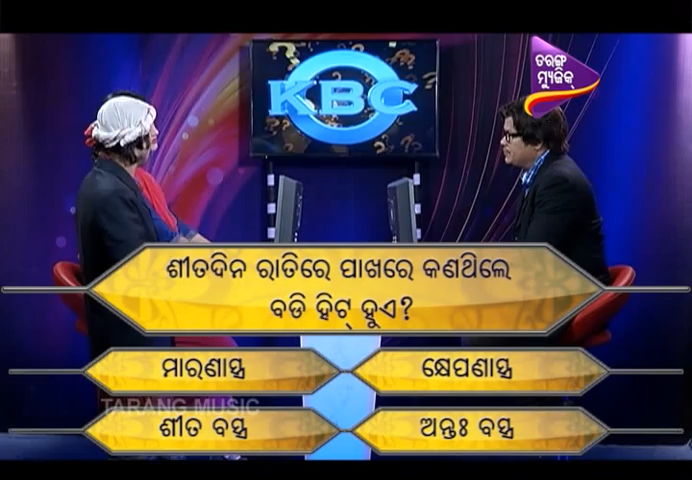 ତରଙ୍ଗ
ମ୍ୟୁଜିକ୍
KBC
ଶୀତଦିନ ରାତିରେ ପାଖରେ କଣଥିଲେ
ବଡି ହିଟ୍ ହୁଏ?
ମାରଣାସ୍ତ୍ର
କ୍ଷେପଣାସ୍ତ୍ର
TARANG MUSIC
ଶୀତ ବସ୍ତ୍ର
ଅନ୍ତଃ ବସ୍ତ୍ର